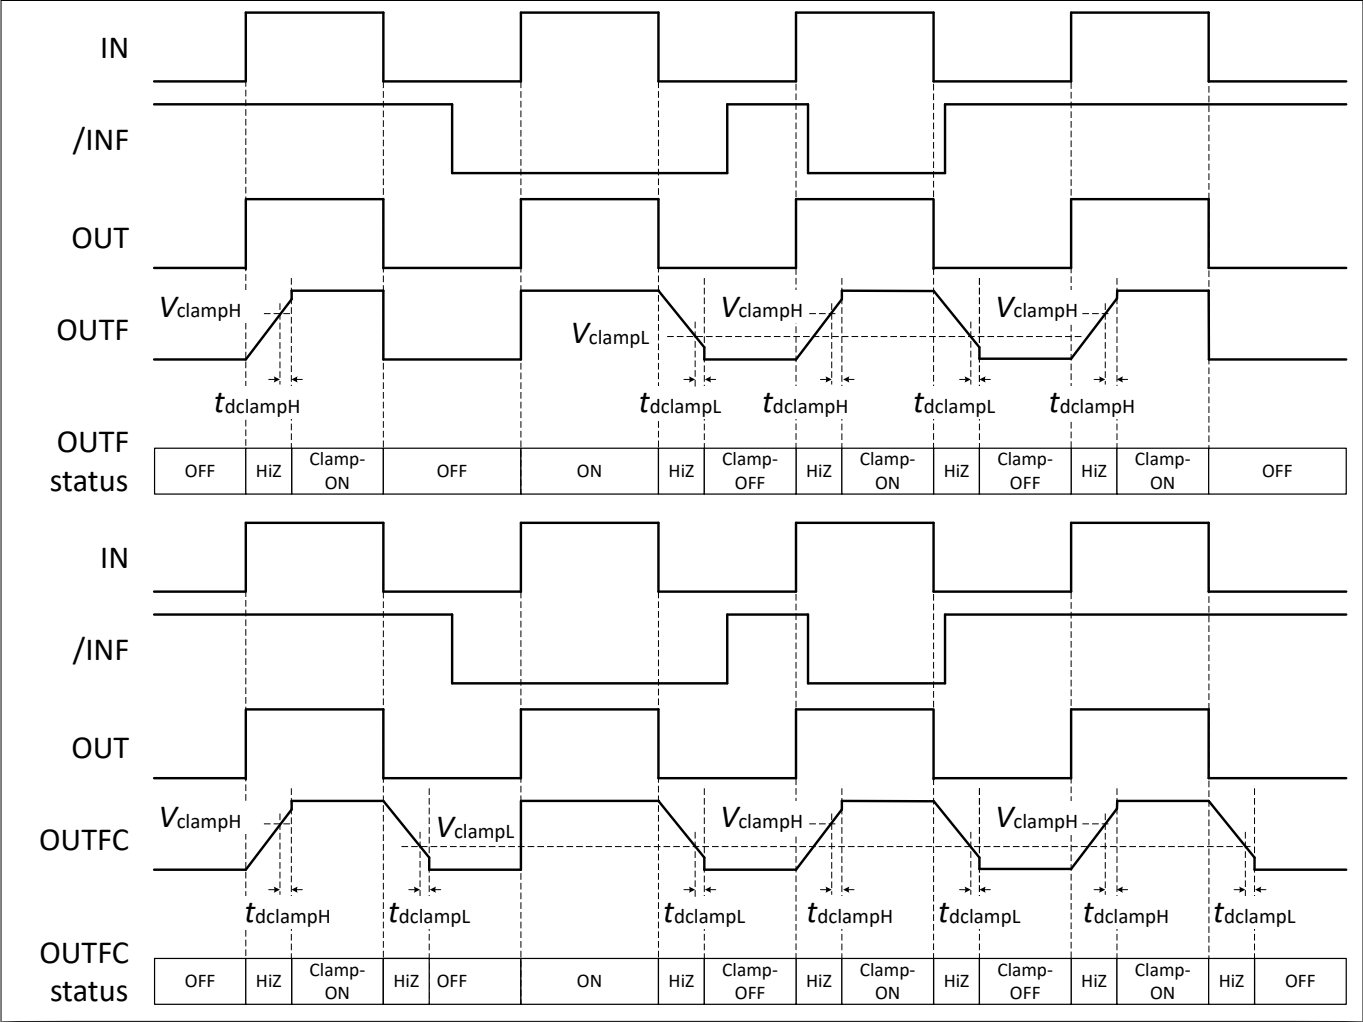 IN
/INF
OUT
VclampH VclampH VclampH
OUTF
VclampL
tdclampH tdclampL tdclampH tdclampL tdclampH
OUTF
status
OFF HiZ Clamp-
ON OFF ON HiZ Clamp-
OFF HiZ Clamp-
ON HiZ Clamp-
OFF HiZ Clamp-
ON OFF
IN
/INF
OUT
VclampH VclampL VclampH VclampH
OUTFC
tdclampH tdclampL tdclampL tdclampH tdclampL tdclampH tdclampL
OUTFC
status
OFF HiZ Clamp-
ON HiZ OFF ON HiZ Clamp-
OFF HiZ Clamp-
ON HiZ Clamp-
OFF HiZ Clamp-
ON HiZ OFF